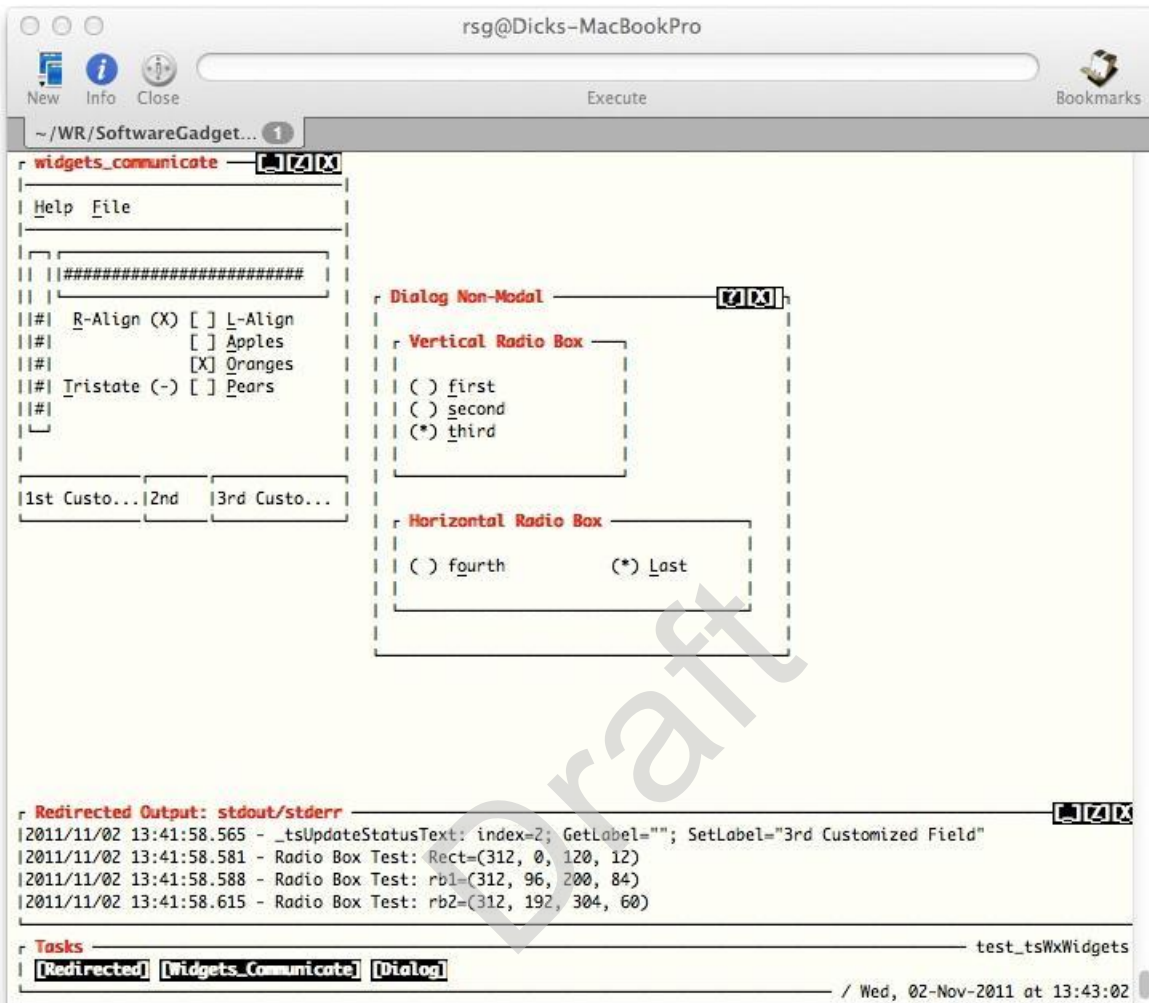 rsg@Dicks-MacBookPro
New Info Close Execute Bookmarks
~/WR/SoftwareGadget... 1
widgets_communicate [_][Z][X]
Help File
#########################
|#| R-Align (X) [ ] L-Align
|#| [ ] Apples
|#| [X] Oranges
|#| Tristate (-) [ ] Pears
|#|
|1st Custo...|2nd |3rd Custo... |
Dialog Non-Modal [?][X]
Vertical Radio Box
( ) first
( ) second
(*) third
Horizontal Radio Box
( ) fourth (*) Last
Draft
Redirected Output: stdout/stderr [_][Z][X
|2011/11/02 13:41:58.565 - _tsUpdateStatusText: index=2; GetLabel=""; SetLabel="3rd Customized Field"
|2011/11/02 13:41:58.581 - Radio Box Test: Rect=(312, 0, 120, 12)
|2011/11/02 13:41:58.588 - Radio Box Test: rb1=(312, 96, 200, 84)
|2011/11/02 13:41:58.615 - Radio Box Test: rb2=(312, 192, 304, 60)
Tasks test_tsWxWidgets
[Redirected] [Widgets_Communicate] [Dialog]
/ Wed, 02-Nov-2011 at 13:43:02